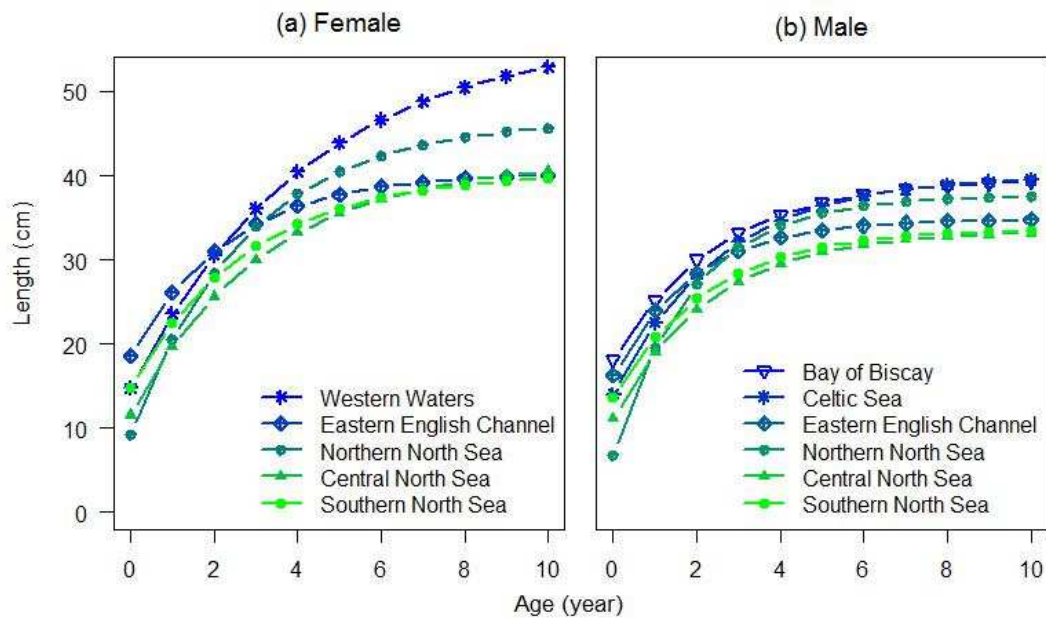 (a) Female
(b) Male
Length (cm)
50
40
30
20
10
0
Western Waters
Eastern English Channel
Northern North Sea
Central North Sea
Southern North Sea
Bay of Biscay
Celtic Sea
Eastern English Channel
Northern North Sea
Central North Sea
Southern North Sea
0 2 4 6 8 10
0 2 4 6 8 10
Age (year)